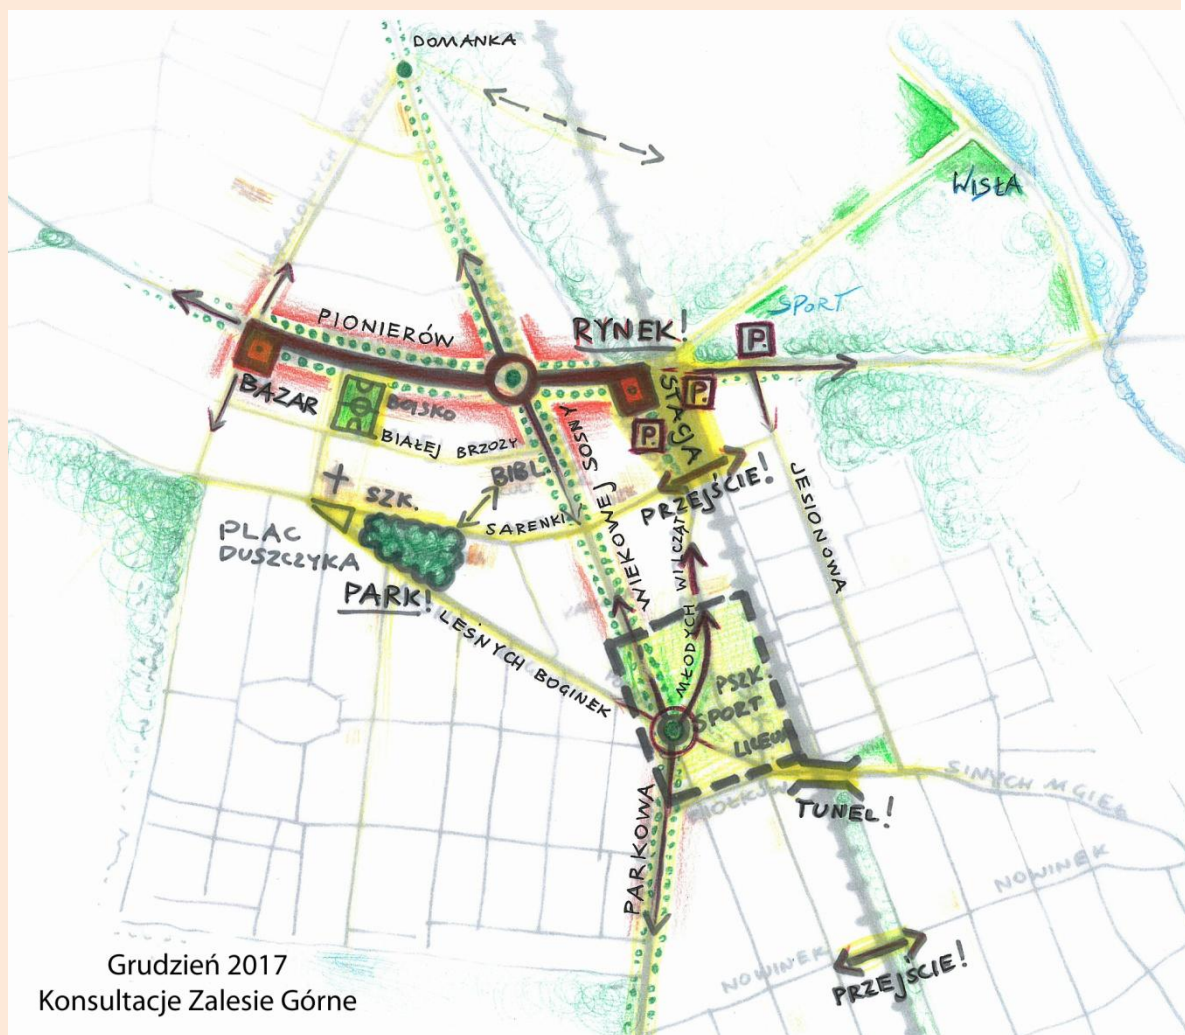 DOMANKA
WISŁA
SPORT
PIONIERÓW
RYNEK!
P.
BAZAR
BOISKO
P.
STACJA
BIAŁEJ BRZOZY
P.
WIEKOWEJ SOSNY
BIBL.
PRZEJŚCIE!
SZK.
SARENKI
JESIONOWA
PLAC
DUSZCZYKA
PARK!
MŁODYCH WILCZĄT
LEŚNYCH BOGINEK
PSZK.
SPORT
LICEUM
SINYCH MGIEŁ
TUNEL!
PARKOWA
NOWINEK
NOWINEK
PRZEJŚCIE!
Grudzień 2017
Konsultacje Zalesie Górne